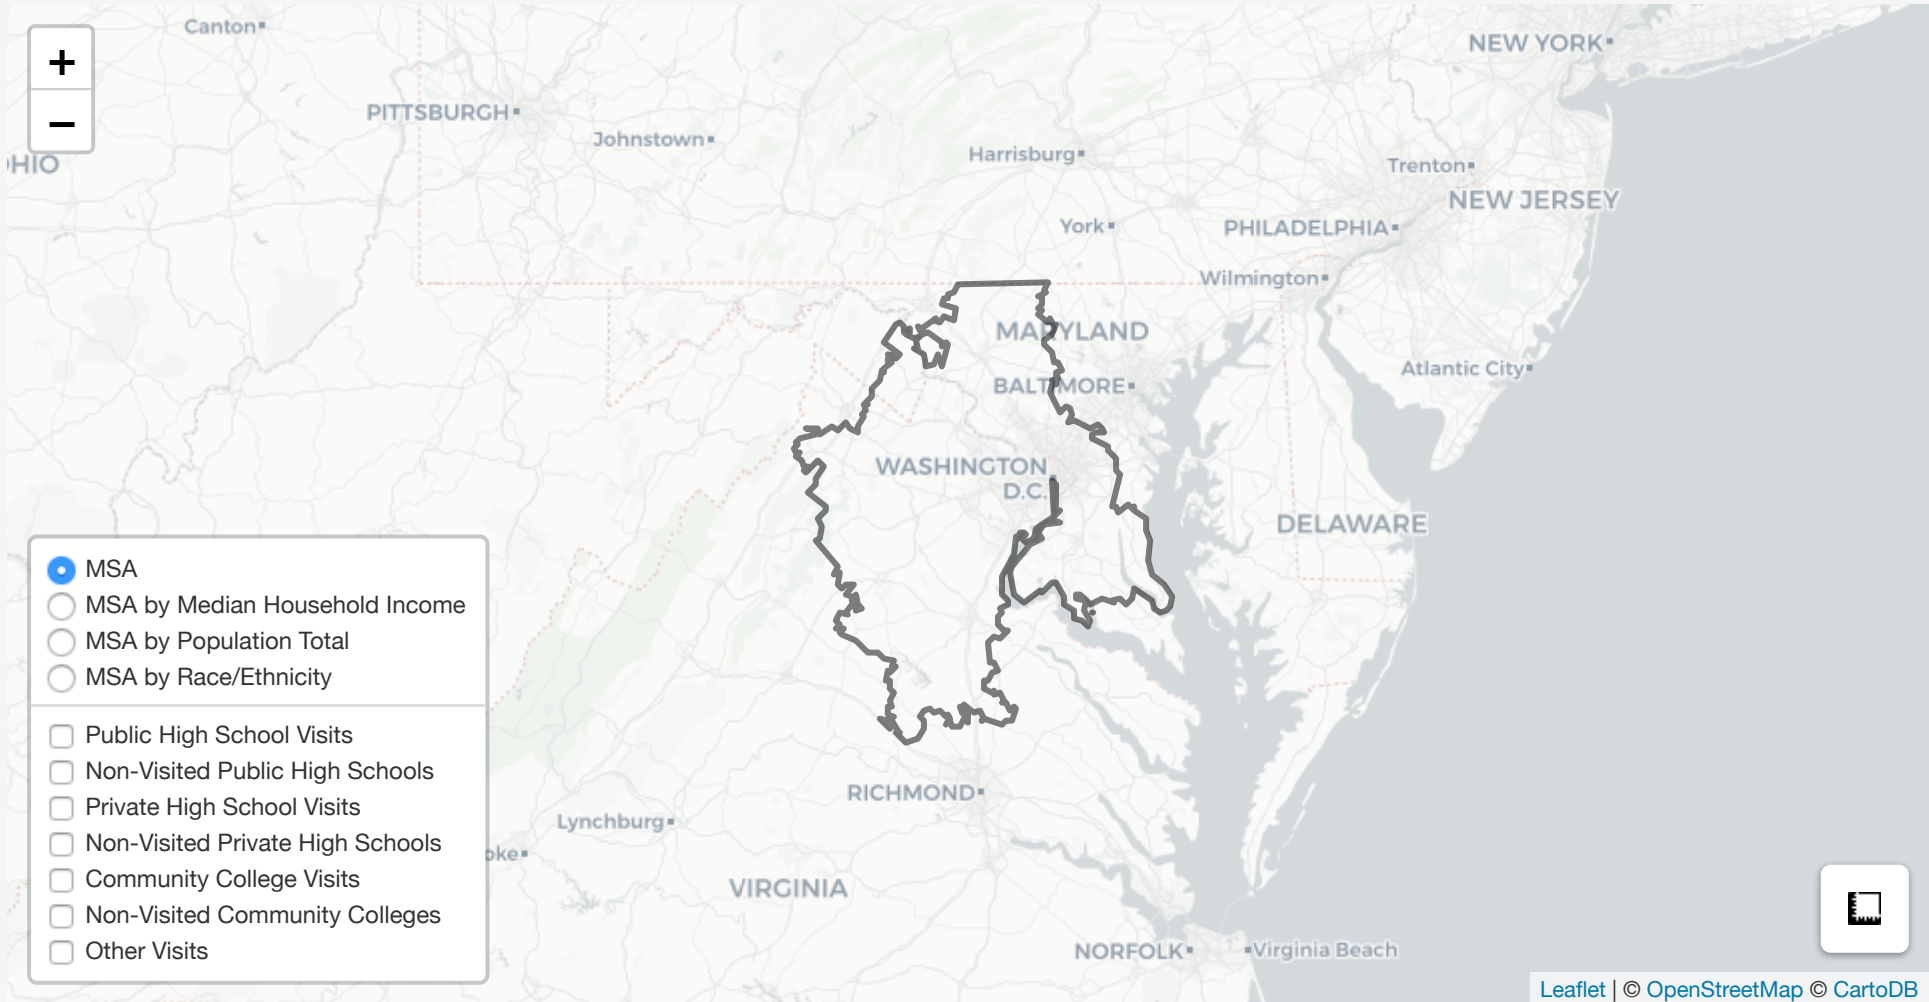 Canton
NEW YORK
+
PITTSBURGH
−
Johnstown
Harrisburg
HIO
Trenton
NEW JERSEY
York
PHILADELPHIA
Wilmington
MARYLAND
Atlantic City
BALTIMORE
WASHINGTON
D.C.
DELAWARE
MSA
MSA by Median Household Income
MSA by Population Total
MSA by Race/Ethnicity
Public High School Visits
Non-Visited Public High Schools
Private High School Visits
Non-Visited Private High Schools
Community College Visits
Non-Visited Community Colleges
Other Visits
RICHMOND
Lynchburg
oke
VIRGINIA
NORFOLK
Virginia Beach
Leaflet | © OpenStreetMap © CartoDB